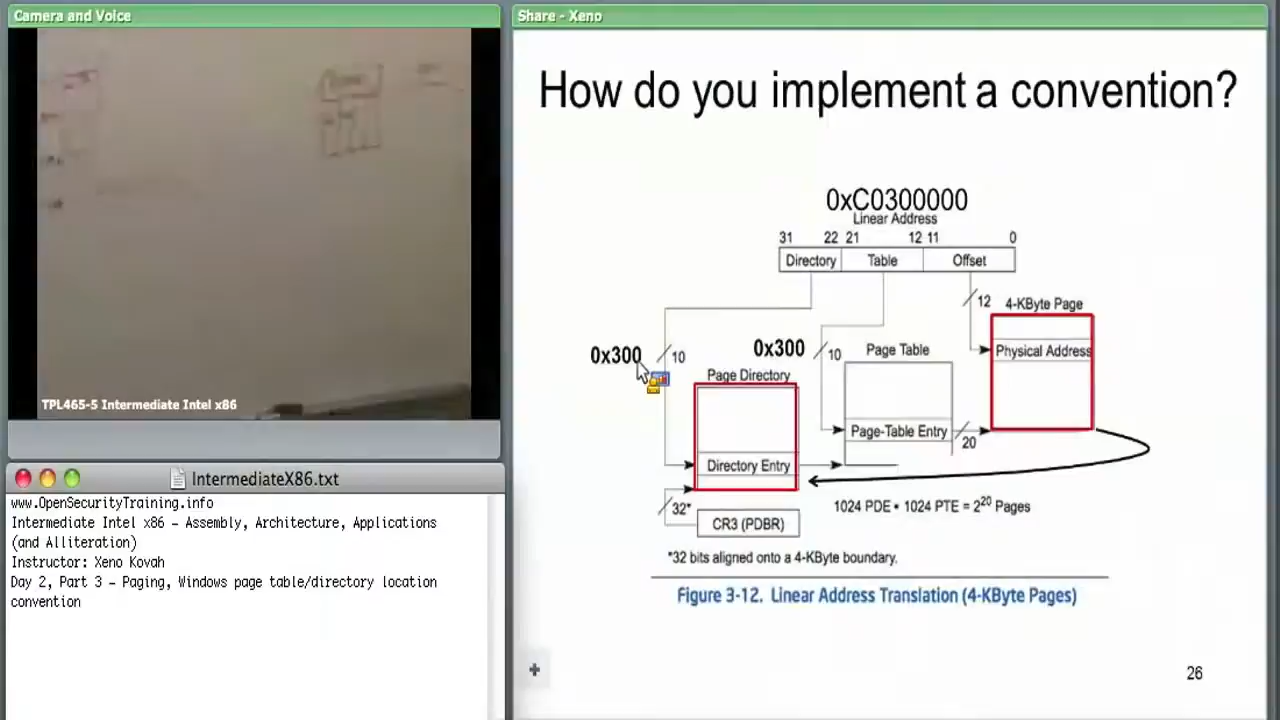 Camera and Voice
TPL465-5 Intermediate Intel x86
IntermediateX86.txt
www.OpenSecurityTraining.info
Intermediate Intel x86 – Assembly, Architecture, Applications
(and Alliteration)
Instructor: Xeno Kovah
Day 2, Part 3 – Paging, Windows page table/directory location
convention
Share - Xeno
How do you implement a convention?
0xC0300000
Linear Address
31 22 21 12 11 0
Directory Table Offset
12 4-KByte Page
0x300 10 0x300 10 Page Table Physical Address
Page Directory
Page-Table Entry 20
Directory Entry
32* 1024 PDE • 1024 PTE = 2²⁰ Pages
CR3 (PDBR)
*32 bits aligned onto a 4-KByte boundary.
Figure 3-12. Linear Address Translation (4-KByte Pages)
+ 26